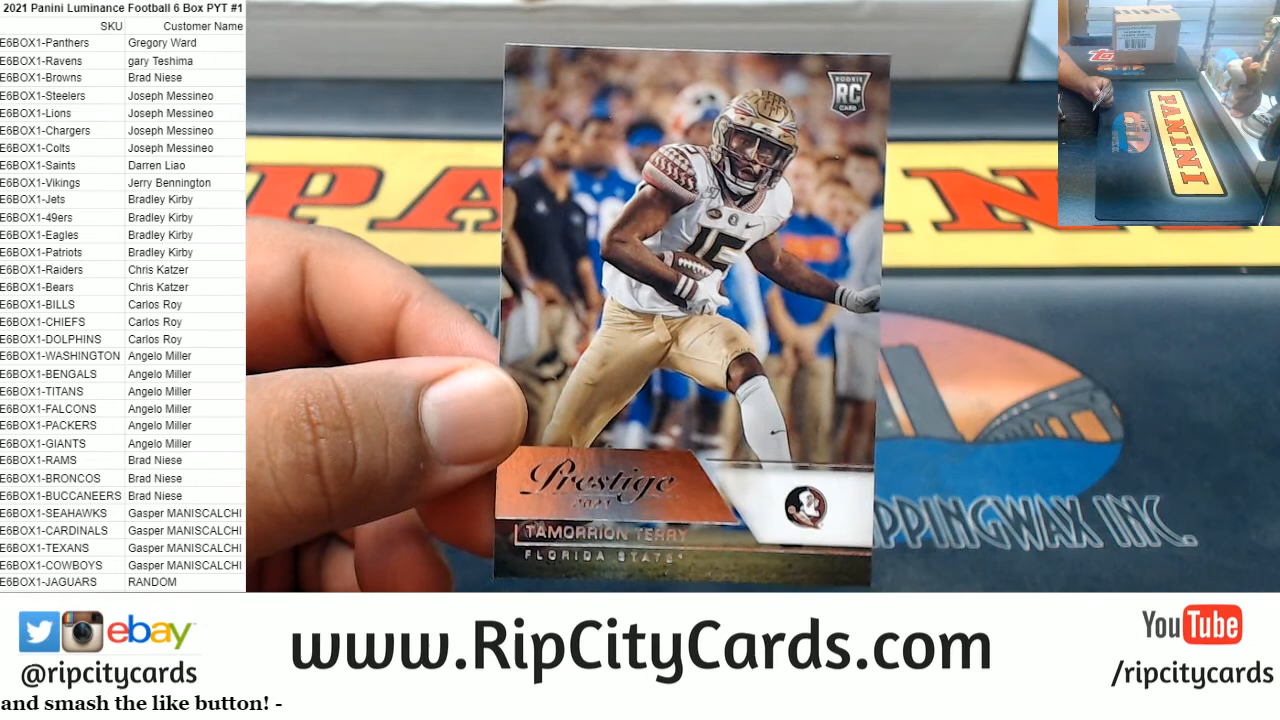 2021 Panini Luminance Football 6 Box PYT #1
SKU Customer Name
E6BOX1-Panthers Gregory Ward
E6BOX1-Ravens gary Teshima
E6BOX1-Browns Brad Niese
E6BOX1-Steelers Joseph Messineo
E6BOX1-Lions Joseph Messineo
E6BOX1-Chargers Joseph Messineo
E6BOX1-Colts Joseph Messineo
E6BOX1-Saints Darren Liao
E6BOX1-Vikings Jerry Bennington
E6BOX1-Jets Bradley Kirby
E6BOX1-49ers Bradley Kirby
E6BOX1-Eagles Bradley Kirby
E6BOX1-Patriots Bradley Kirby
E6BOX1-Raiders Chris Katzer
E6BOX1-Bears Chris Katzer
E6BOX1-BILLS Carlos Roy
E6BOX1-CHIEFS Carlos Roy
E6BOX1-DOLPHINS Carlos Roy
E6BOX1-WASHINGTON Angelo Miller
E6BOX1-BENGALS Angelo Miller
E6BOX1-TITANS Angelo Miller
E6BOX1-FALCONS Angelo Miller
E6BOX1-PACKERS Angelo Miller
E6BOX1-GIANTS Angelo Miller
E6BOX1-RAMS Brad Niese
E6BOX1-BRONCOS Brad Niese
E6BOX1-BUCCANEERS Brad Niese
E6BOX1-SEAHAWKS Gasper MANISCALCHI
E6BOX1-CARDINALS Gasper MANISCALCHI
E6BOX1-TEXANS Gasper MANISCALCHI
E6BOX1-COWBOYS Gasper MANISCALCHI
E6BOX1-JAGUARS RANDOM
ROOKIE
RC
CARD
15
Prestige
2021
TAMORRION TERRY
FLORIDA STATE
PANINI
PPINGWAX INC.
PANINI
ebay
@ripcitycards
www.RipCityCards.com
YouTube
/ripcitycards
and smash the like button! -